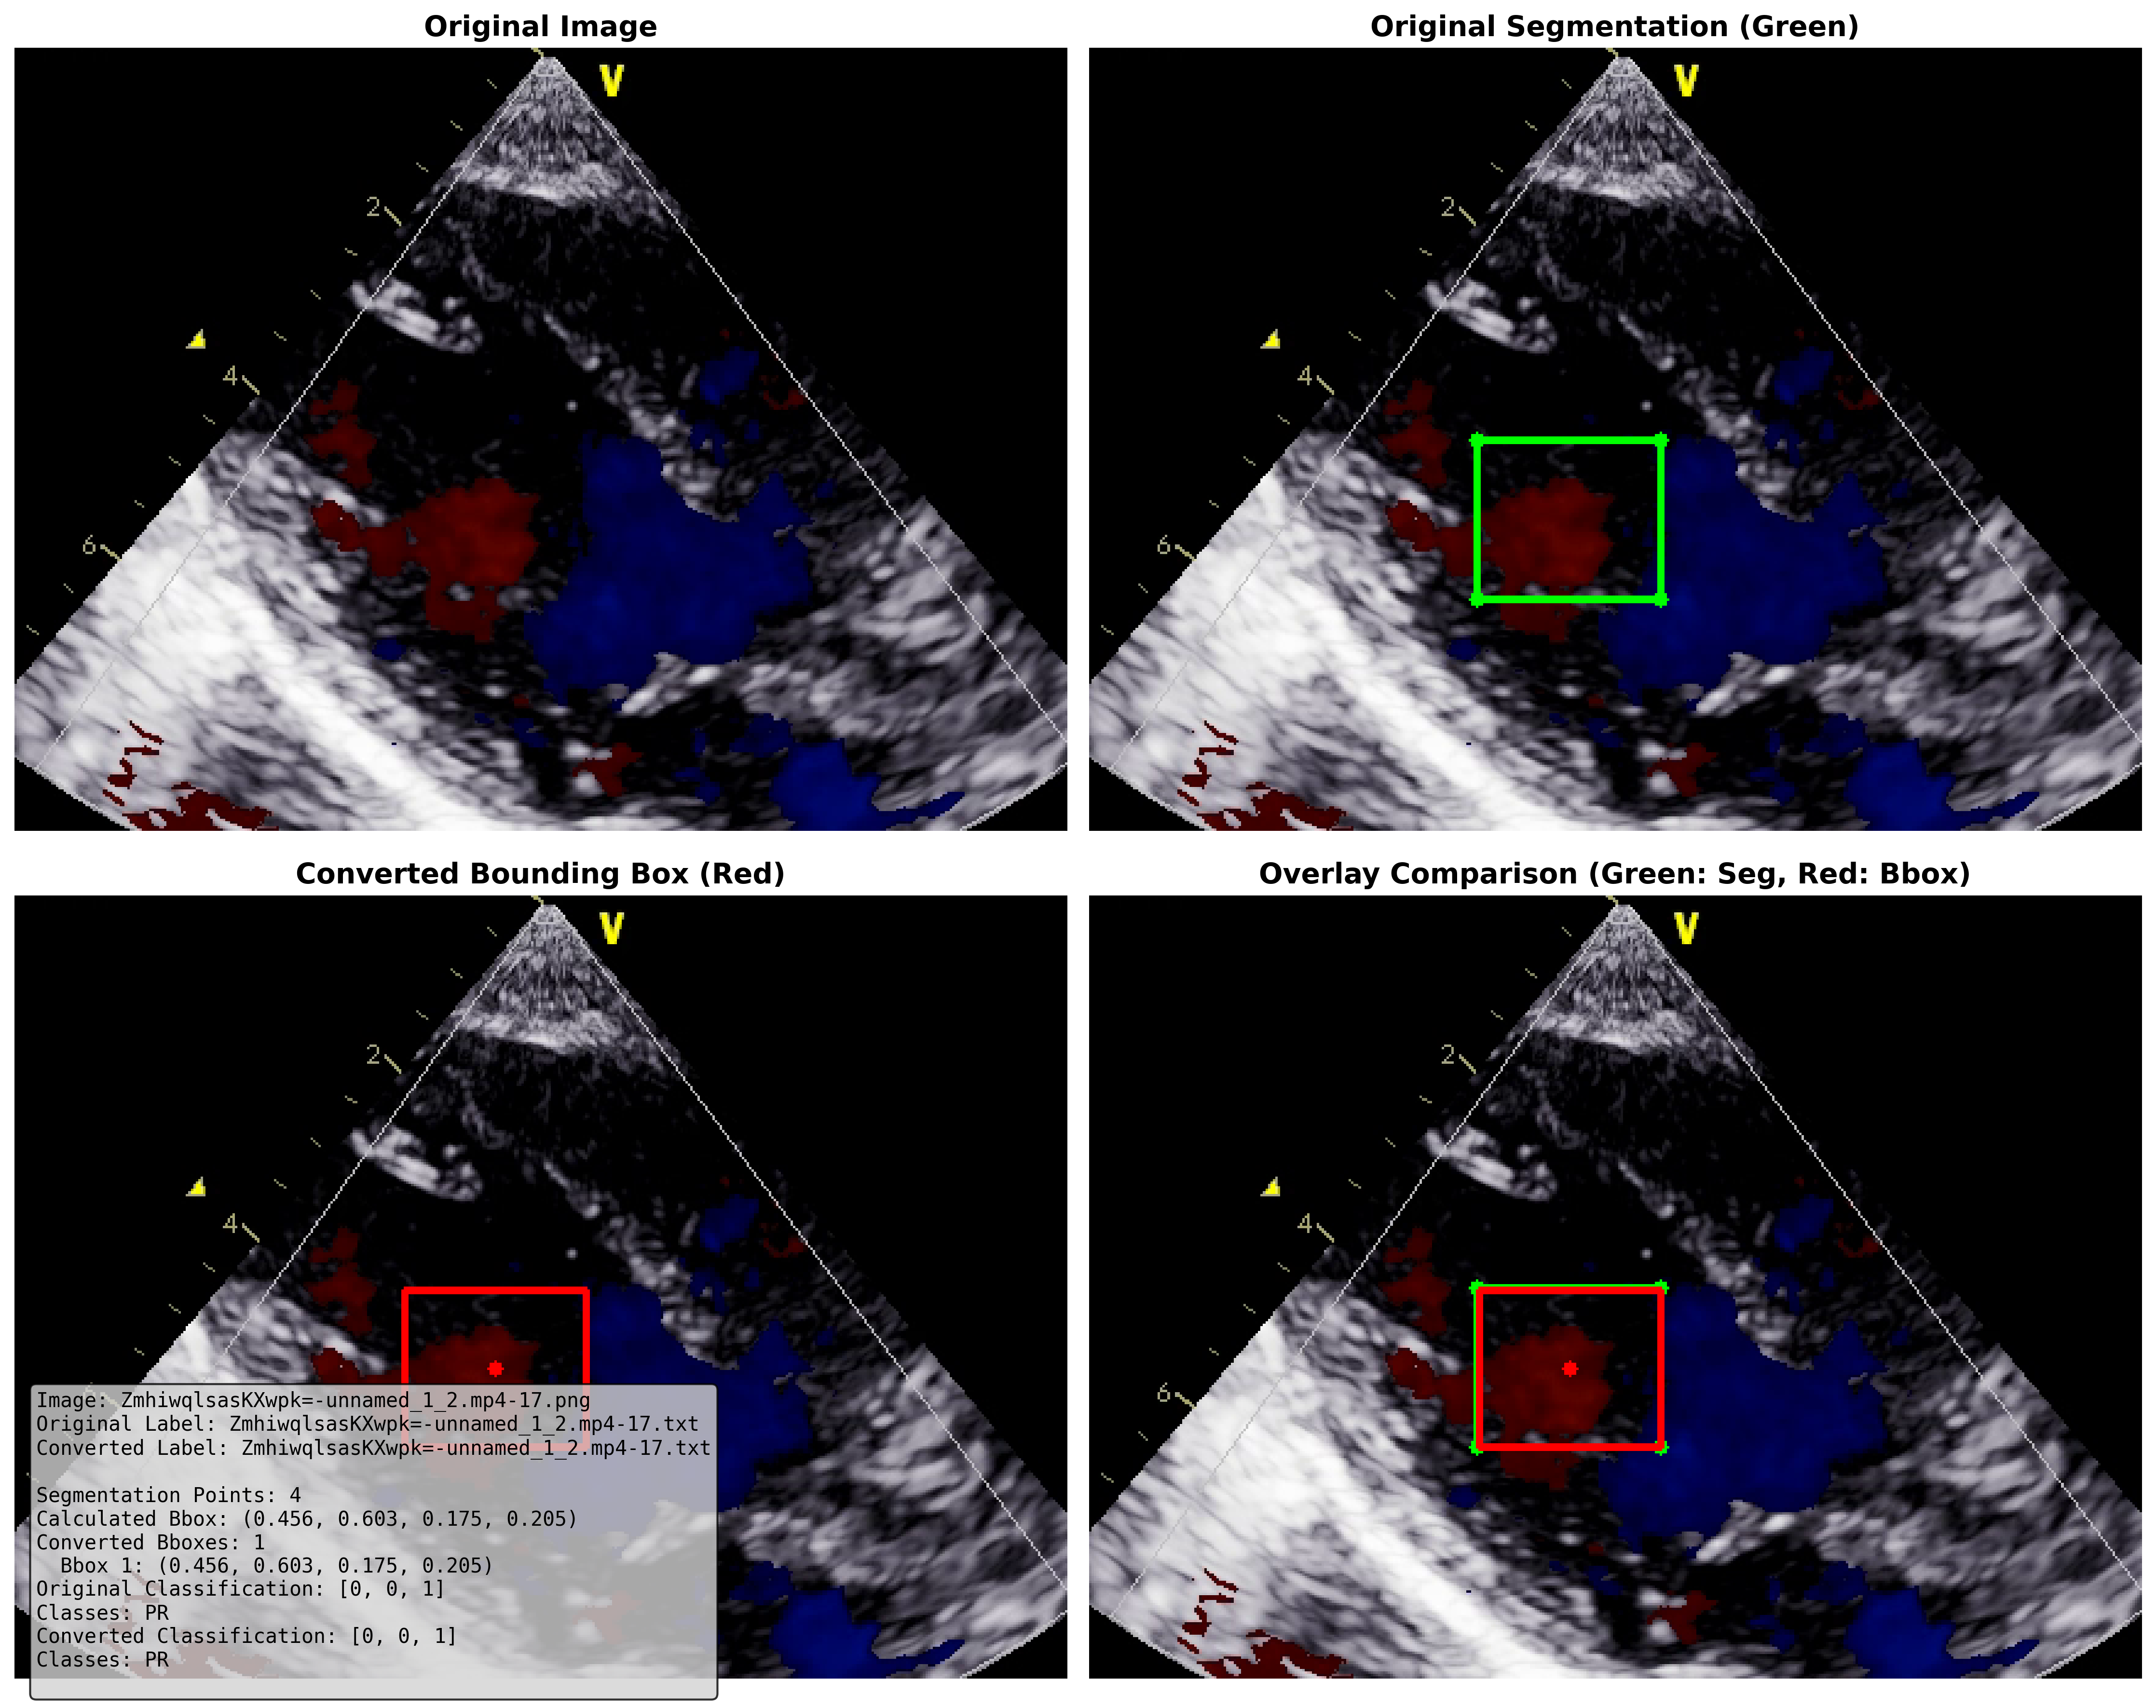 Original Image
Original Segmentation (Green)
V
2
4
6
V
2
4
6
Converted Bounding Box (Red)
Overlay Comparison (Green: Seg, Red: Bbox)
V
2
4
V
2
4
6
Image: ZmhiwqlsasKXwpk=-unnamed_1_2.mp4-17.png
Original Label: ZmhiwqlsasKXwpk=-unnamed_1_2.mp4-17.txt
Converted Label: ZmhiwqlsasKXwpk=-unnamed_1_2.mp4-17.txt
Segmentation Points: 4
Calculated Bbox: (0.456, 0.603, 0.175, 0.205)
Converted Bboxes: 1
Bbox 1: (0.456, 0.603, 0.175, 0.205)
Original Classification: [0, 0, 1]
Classes: PR
Converted Classification: [0, 0, 1]
Classes: PR